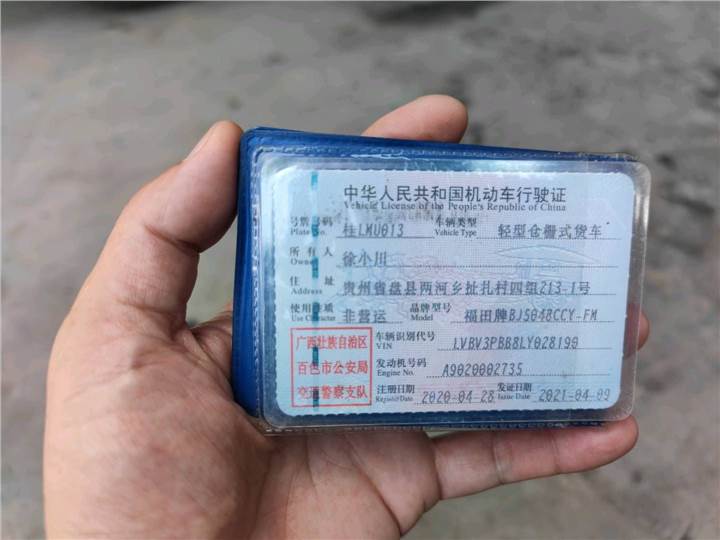 中华人民共和国机动车行驶证
Vehicle License of the People's Republic of China
号牌号码 桂LMU013 车辆类型 轻型仓栅式货车
Plate No. Vehicle Type
所有人 徐小川
Owner
住址 贵州省盘县两河乡扯扎村四组213-1号
Address
使用性质 非营运 品牌型号 福田牌BJ5048CCY-FM
Use Character Model
广西壮族自治区
百色市公安局
交通警察支队
车辆识别代号 LVBV3PBB8LY028190
VIN
发动机号码 A9020002735
Engine No.
注册日期 2020-04-28 发证日期 2021-04-09
Register Date Issue Date